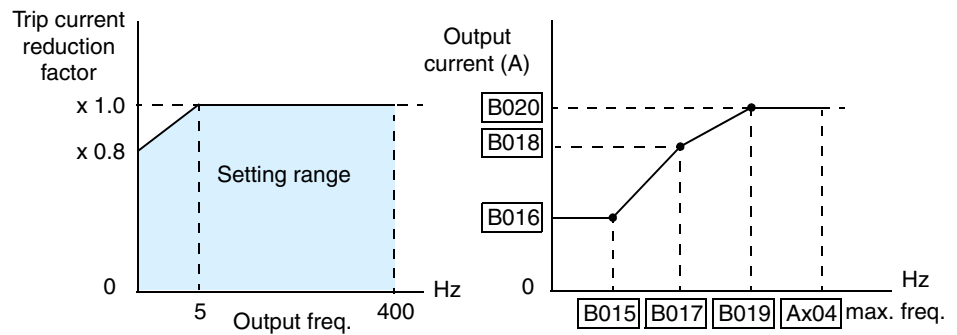 Trip current
reduction
factor
x 1.0
x 0.8
Setting range
0
5
400
Hz
Output freq.
Output
current (A)
B020
B018
B016
0
Hz
B015 B017 B019 Ax04 max. freq.